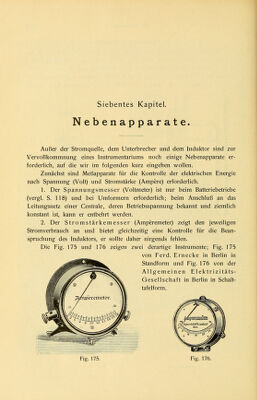 Siebentes Kapitel.
Nebenapparate.
Außer der Stromquelle, dem Unterbrecher und dem Induktor sind zur
Vervollkommnung eines Instrumentariums noch einige Nebenapparate er-
forderlich, auf die wir im folgenden kurz eingehen wollen.
Zunächst sind Meßapparate für die Kontrolle der elektrischen Energie
nach Spannung (Volt) und Stromstärke (Ampère) erforderlich.
1. Der Spannungsmesser (Voltmeter) ist nur beim Batteriebetriebe
(vergl. S. 118) und bei Umformern erforderlich; beim Anschluß an das
Leitungsnetz einer Centrale, deren Betriebsspannung bekannt und ziemlich
konstant ist, kann er entbehrt werden.
2. Der Stromstärkemesser (Ampèremeter) zeigt den jeweiligen
Stromverbrauch an und bietet gleichzeitig eine Kontrolle für die Bean-
spruchung des Induktors, er sollte daher nirgends fehlen.
Die Fig. 175 und 176 zeigen zwei derartige Instrumente; Fig. 175
von Ferd. Ernecke in Berlin in
Standform und Fig. 176 von der
Allgemeinen Elektrizitäts-
Gesellschaft in Berlin in Schalt-
tafelform.
Ampèremeter.
Fig. 175.
Fig. 176.